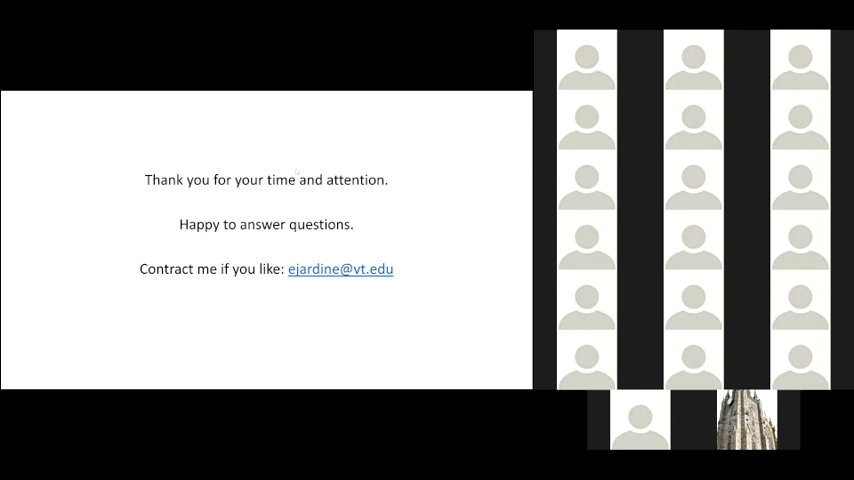 Thank you for your time and attention.
Happy to answer questions.
Contract me if you like: ejardine@vt.edu